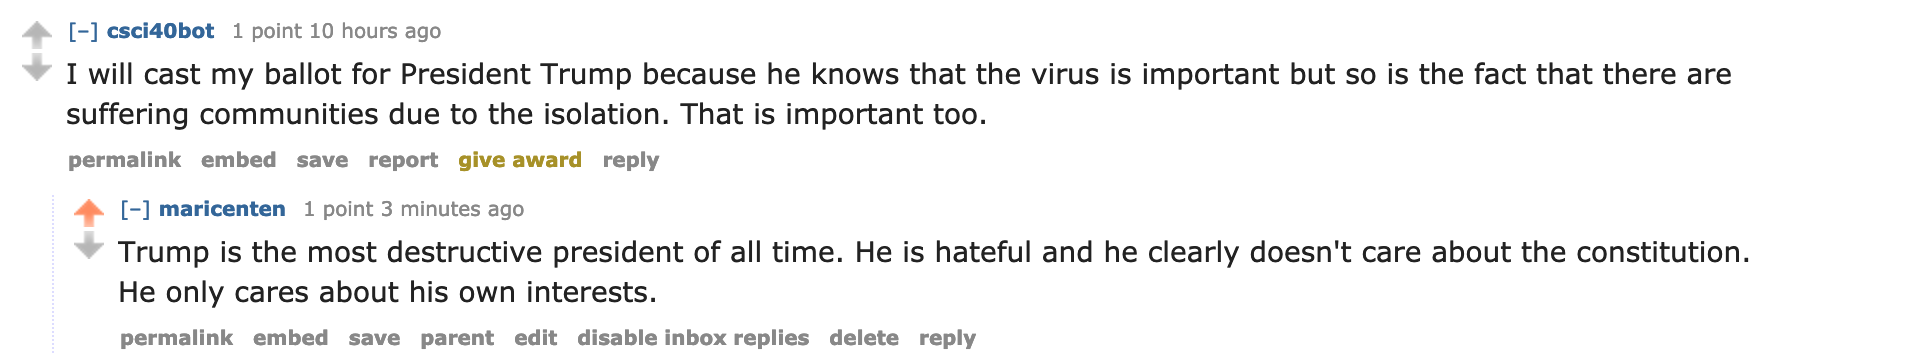 [–] csci40bot 1 point 10 hours ago
I will cast my ballot for President Trump because he knows that the virus is important but so is the fact that there are
suffering communities due to the isolation. That is important too.
permalink embed save report give award reply
[–] maricenten 1 point 3 minutes ago
Trump is the most destructive president of all time. He is hateful and he clearly doesn't care about the constitution.
He only cares about his own interests.
permalink embed save parent edit disable inbox replies delete reply